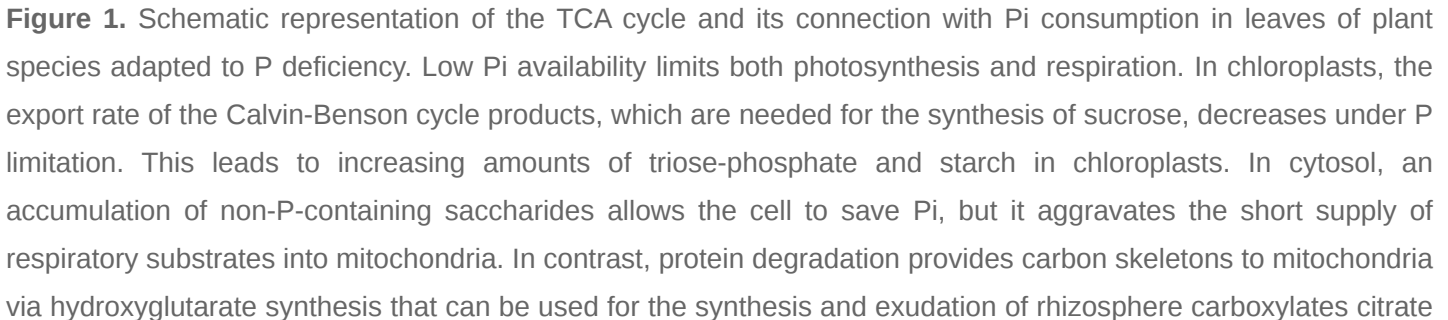 Figure 1. Schematic representation of the TCA cycle and its connection with Pi consumption in leaves of plant
species adapted to P deficiency. Low Pi availability limits both photosynthesis and respiration. In chloroplasts, the
export rate of the Calvin-Benson cycle products, which are needed for the synthesis of sucrose, decreases under P
limitation. This leads to increasing amounts of triose-phosphate and starch in chloroplasts. In cytosol, an
accumulation of non-P-containing saccharides allows the cell to save Pi, but it aggravates the short supply of
respiratory substrates into mitochondria. In contrast, protein degradation provides carbon skeletons to mitochondria
via hydroxyglutarate synthesis that can be used for the synthesis and exudation of rhizosphere carboxylates citrate